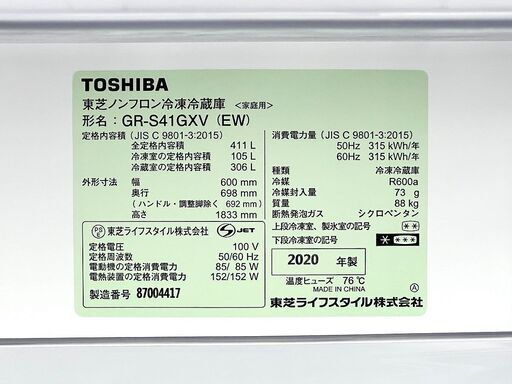 TOSHIBA
東芝ノンフロン冷凍冷蔵庫 <家庭用>
形名：GR-S41GXV (EW)
定格内容積 (JIS C 9801-3:2015)
全定格内容積 411 L
冷凍室の定格内容積 105 L
冷蔵室の定格内容積 306 L
外形寸法 幅 600 mm
奥行 698 mm
(ハンドル・調整脚除く 692 mm)
高さ 1833 mm
PS E 東芝ライフスタイル株式会社 S JET
定格電圧 100 V
定格周波数 50/60 Hz
電動機の定格消費電力 85/ 85 W
電熱装置の定格消費電力 152/152 W
製造番号 87004417
消費電力量 (JIS C 9801-3:2015)
50Hz 315 kWh/年
60Hz 315 kWh/年
種類 冷凍冷蔵庫
冷媒 R600a
冷媒封入量 73 g
質量 88 kg
断熱発泡ガス シクロペンタン
上段冷凍室、製氷室の記号 **
下段冷凍室の記号 * ***
2020 年製
温度ヒューズ 76℃
MADE IN CHINA
A
東芝ライフスタイル株式会社